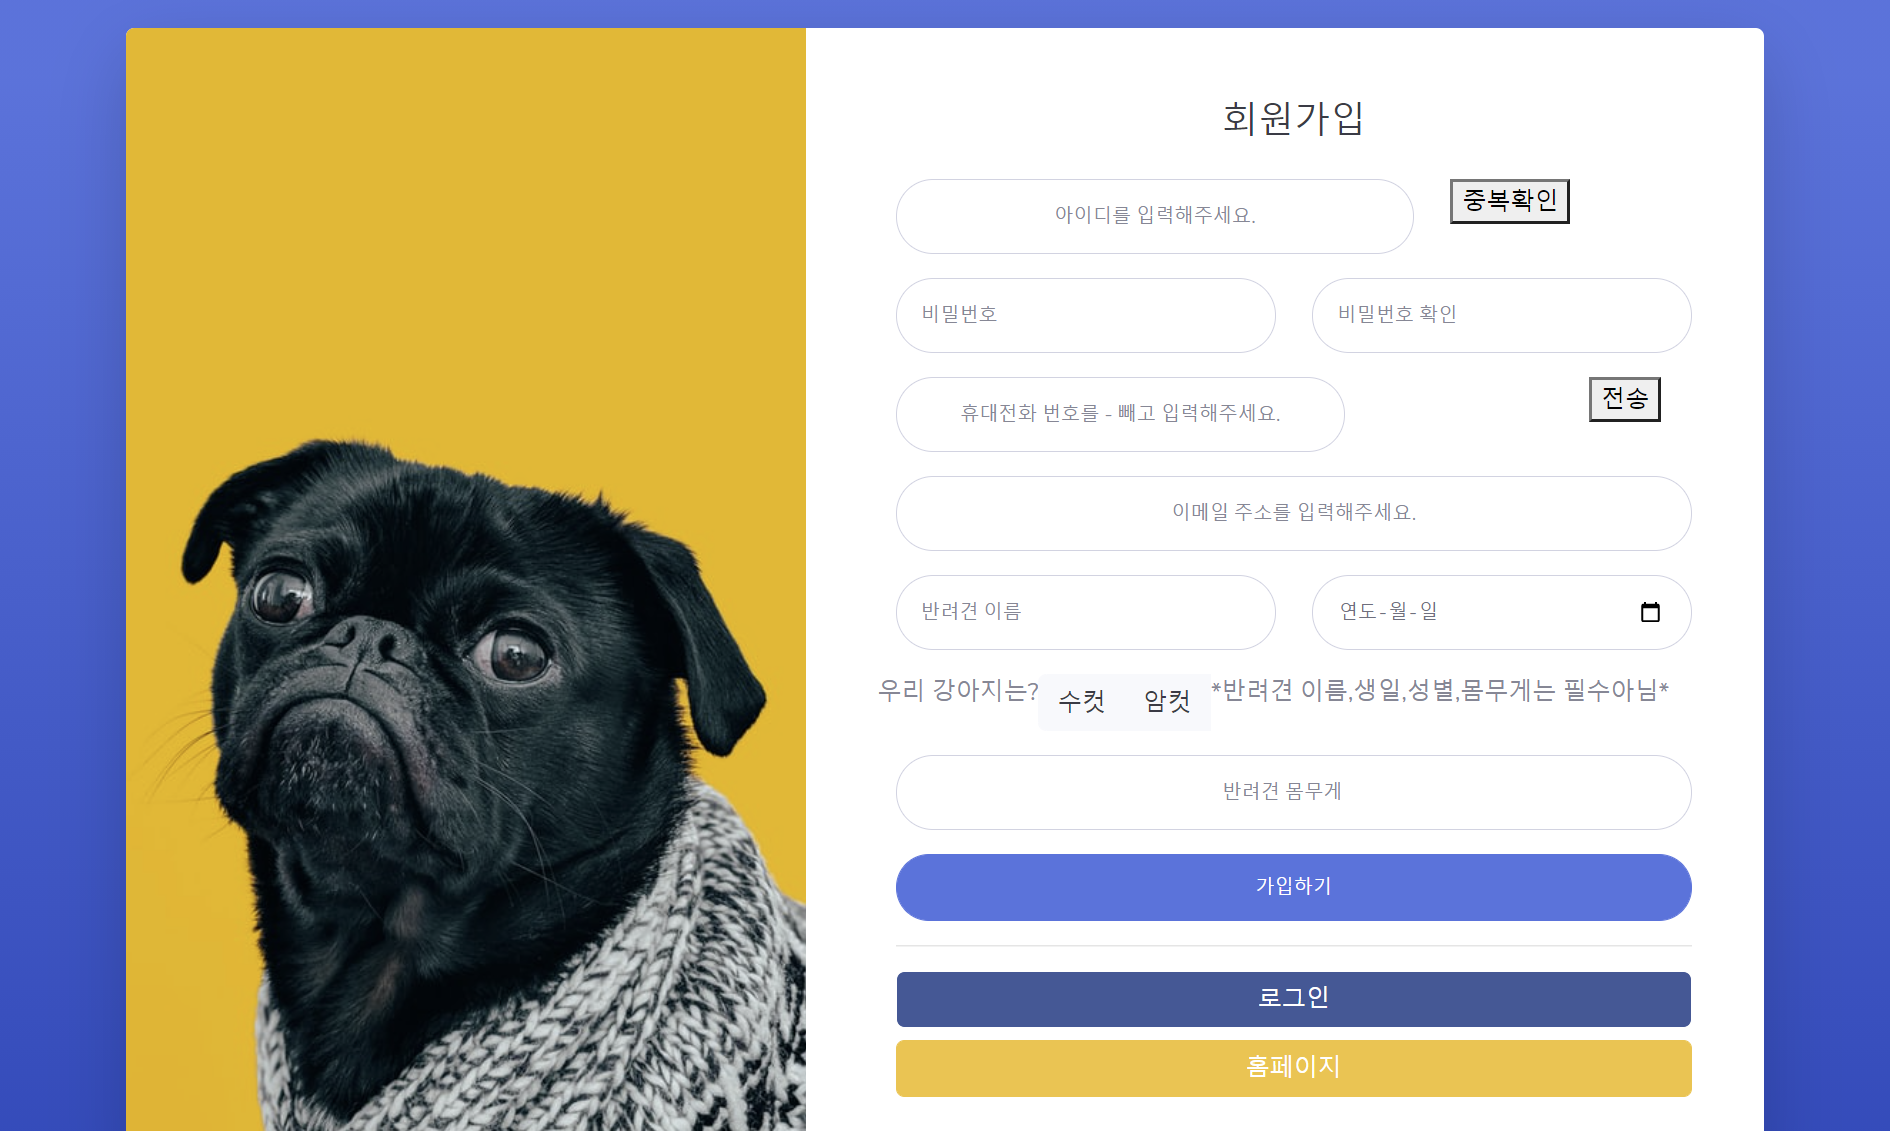 회원가입
아이디를 입력해주세요. 중복확인
비밀번호 비밀번호 확인
휴대전화 번호를 - 빼고 입력해주세요. 전송
이메일 주소를 입력해주세요.
반려견 이름 연도-월-일
우리 강아지는? 수컷 암컷 *반려견 이름,생일,성별,몸무게는 필수아님*
반려견 몸무게
가입하기
로그인
홈페이지